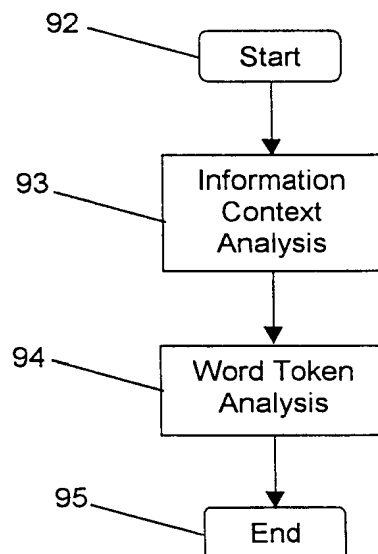 92
Start
93
Information
Context
Analysis
94
Word Token
Analysis
95
End